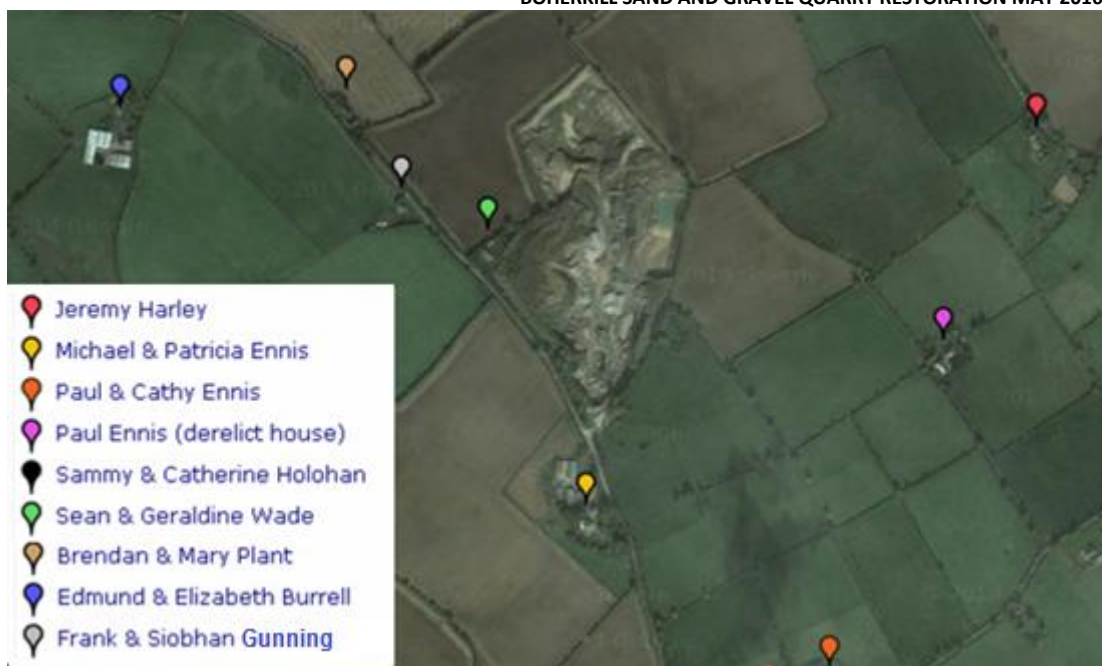 BOHERKILL SAND AND GRAVEL QUARRY RESTORATION MAY 2016
Jeremy Harley
Michael & Patricia Ennis
Paul & Cathy Ennis
Paul Ennis (derelict house)
Sammy & Catherine Holohan
Sean & Geraldine Wade
Brendan & Mary Plant
Edmund & Elizabeth Burrell
Frank & Siobhan Gunning